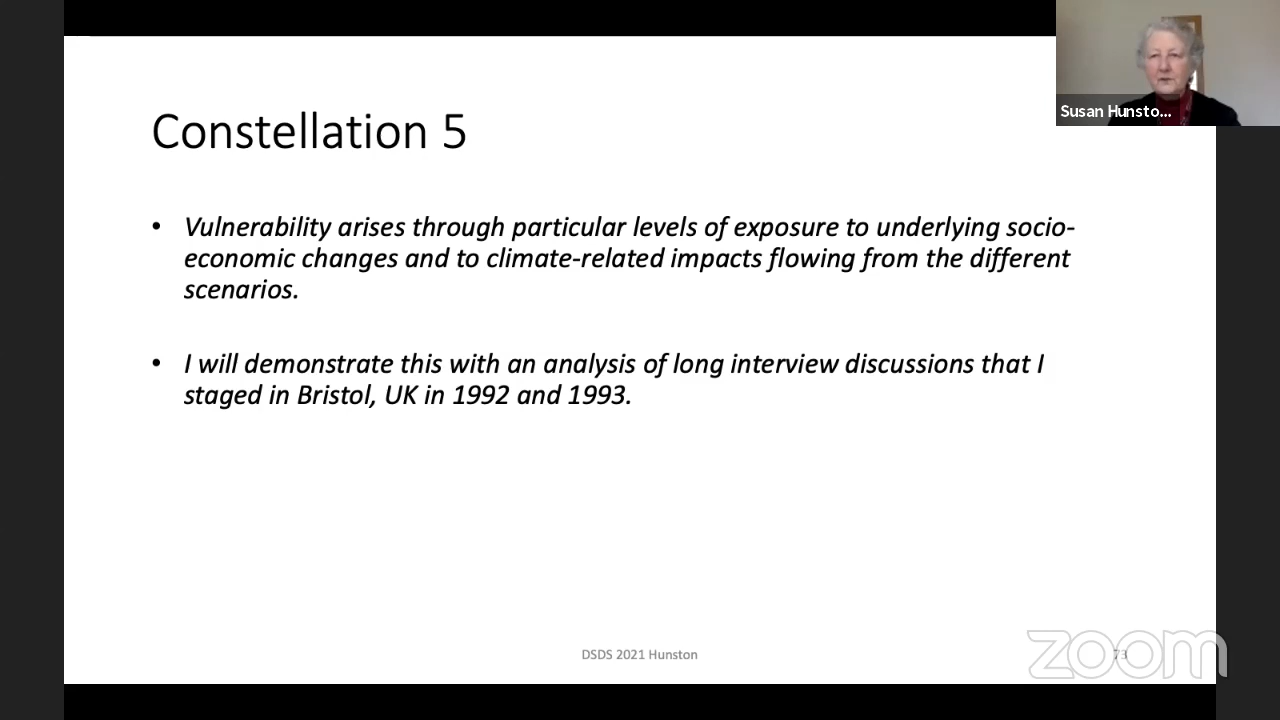 Susan Hunsto...
Constellation 5
• Vulnerability arises through particular levels of exposure to underlying socio-
economic changes and to climate-related impacts flowing from the different
scenarios.
• I will demonstrate this with an analysis of long interview discussions that I
staged in Bristol, UK in 1992 and 1993.
DSDS 2021 Hunston
73
zoom